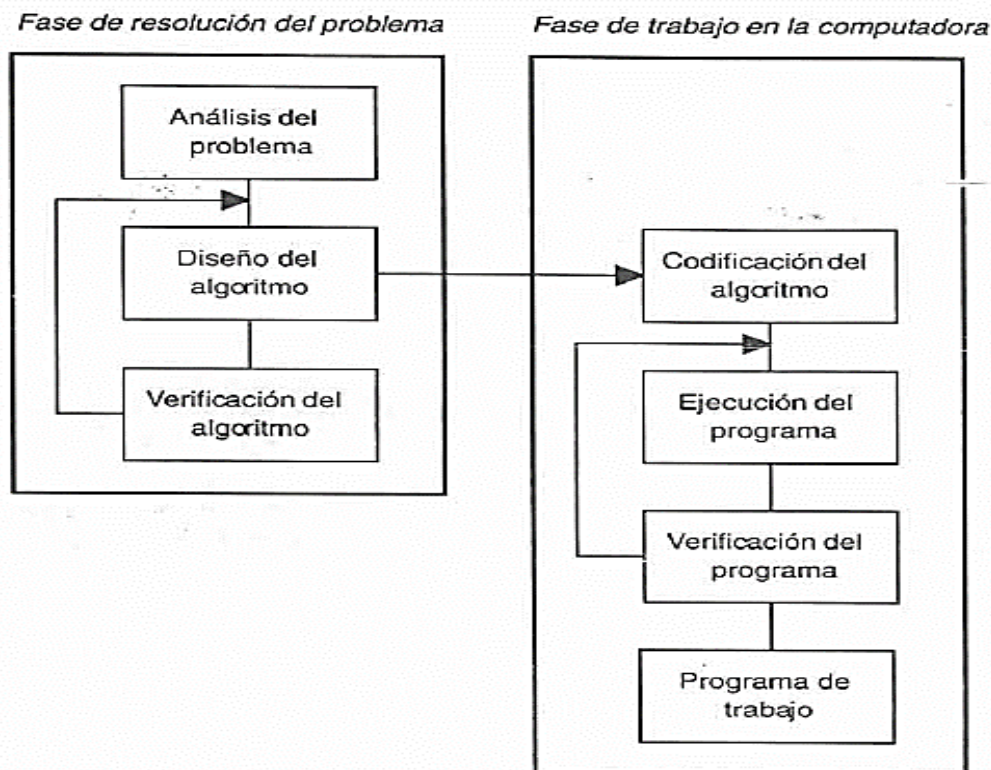 Fase de resolución del problema
Análisis del
problema
Diseño del
algoritmo
Verificación del
algoritmo
Fase de trabajo en la computadora
Codificación del
algoritmo
Ejecución del
programa
Verificación del
programa
Programa de
trabajo